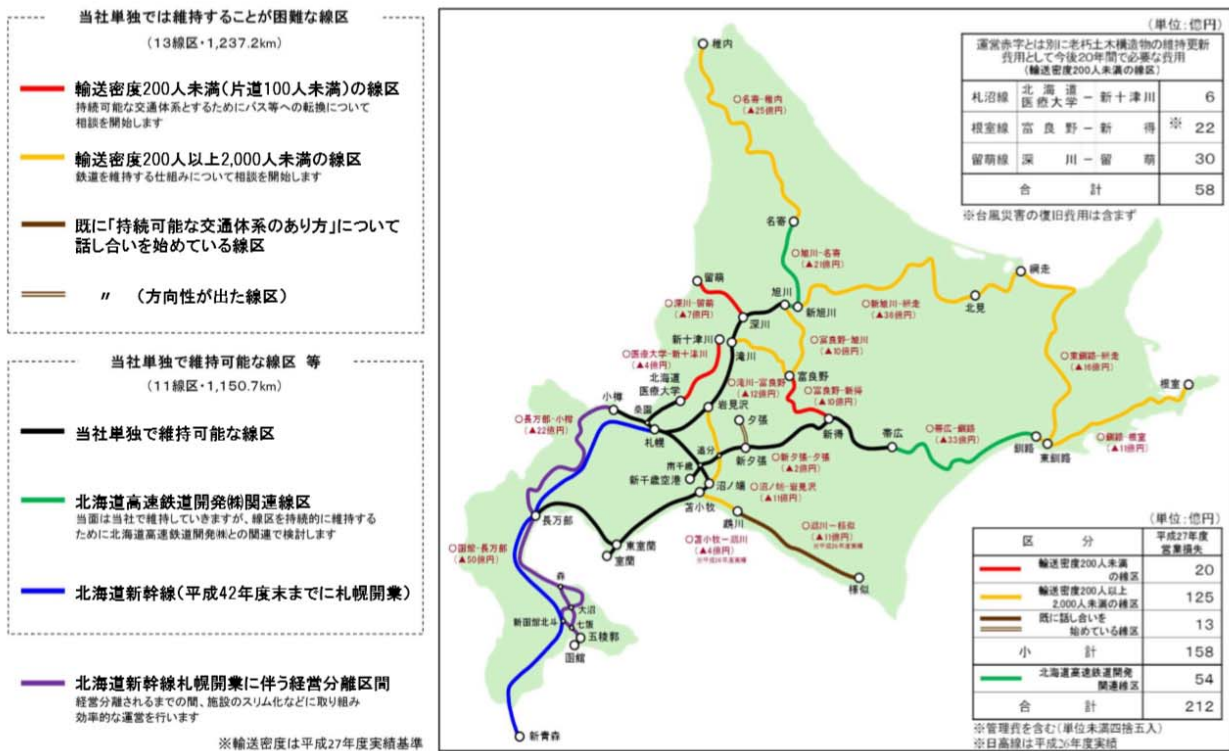 当社単独では維持することが困難な線区
(13線区・1,237.2km)
輸送密度200人未満(片道100人未満)の線区
持続可能な交通体系とするためにバス等への転換について
相談を開始します
輸送密度200人以上2,000人未満の線区
鉄道を維持する仕組みについて相談を開始します
既に「持続可能な交通体系のあり方」について
話し合いを始めている線区
〃 (方向性が出た線区)
当社単独で維持可能な線区 等
(11線区・1,150.7km)
当社単独で維持可能な線区
北海道高速鉄道開発㈱関連線区
当面は当社で維持していきますが、線区を持続的に維持する
ために北海道高速鉄道開発㈱との関連で検討します
北海道新幹線(平成42年度末までに札幌開業)
北海道新幹線札幌開業に伴う経営分離区間
経営分離されるまでの間、施設のスリム化などに取り組み
効率的な運営を行います
※輸送密度は平成27年度実績基準
(単位:億円)
運営赤字とは別に老朽土木構造物の維持更新
費用として今後20年間で必要な費用
(輸送密度200人未満の線区)
札沼線 北海道医療大学-新十津川 6
根室線 富良野-新得 ※ 22
留萌線 深川-留萌 30
合計 58
※台風災害の復旧費用は含まず
稚内
○名寄-稚内
(▲25億円)
名寄
○旭川-名寄
(▲21億円)
網走
留萌
旭川
○深川-留萌
(▲7億円)
新旭川
○新旭川-網走
(▲36億円)
北見
深川
新十津川
滝川
○富良野-旭川
(▲10億円)
○医療大学-新十津川
(▲4億円)
○東釧路-網走
(▲16億円)
北海道
医療大学
○滝川-富良野
(▲12億円)
富良野
○富良野-新得
(▲10億円)
根室
小樽
桑園
岩見沢
夕張
○長万部-小樽
(▲22億円)
札幌
新得
帯広
○帯広-釧路
(▲33億円)
釧路
東釧路
○釧路-根室
(▲11億円)
追分
新夕張
○新夕張-夕張
(▲2億円)
南千歳
新千歳空港
沼ノ端
○沼ノ端-岩見沢
(▲11億円)
苫小牧
鵡川
長万部
東室蘭
室蘭
○苫小牧-鵡川
(▲4億円)
※平成26年度実績
○鵡川-様似
(▲11億円)
※平成26年度実績
様似
○函館-長万部
(▲50億円)
森
大沼
新函館北斗
七飯
五稜郭
函館
新青森
(単位:億円)
区分 平成27年度
営業損失
輸送密度200人未満
の線区 20
輸送密度200人以上
2,000人未満の線区 125
既に話し合いを
始めている線区 13
小計 158
北海道高速鉄道開発
関連線区 54
合計 212
※管理費を含む(単位未満四捨五入)
※日高線は平成26年度実績